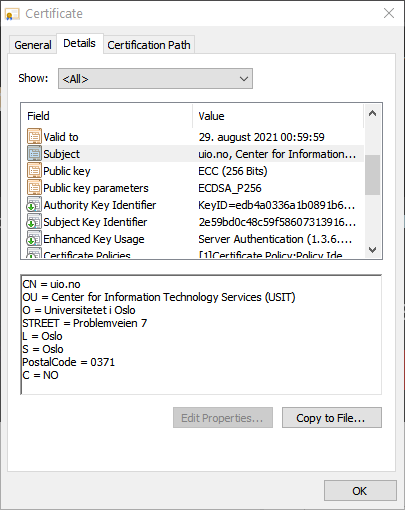 Certificate
General Details Certification Path
Show: <All>
Field Value
Valid to 29. august 2021 00:59:59
Subject uio.no, Center for Information...
Public key ECC (256 Bits)
Public key parameters ECDSA_P256
Authority Key Identifier KeyID=edb4a0336a1b0891b6...
Subject Key Identifier 2e59bd0c48c59f58607313916...
Enhanced Key Usage Server Authentication (1.3.6....
Certificate Policies [1]Certificate Policy:Policy Ide...
CN = uio.no
OU = Center for Information Technology Services (USIT)
O = Universitetet i Oslo
STREET = Problemveien 7
L = Oslo
S = Oslo
PostalCode = 0371
C = NO
Edit Properties... Copy to File...
OK